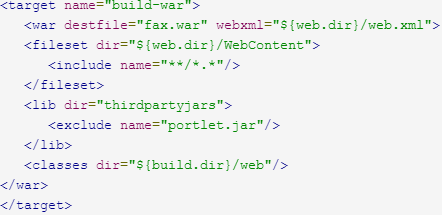 <target name="build-war">
   <war destfile="fax.war" webxml="${web.dir}/web.xml">
   <fileset dir="${web.dir}/WebContent">
      <include name="**/*.*"/>
   </fileset>
   <lib dir="thirdpartyjars">
      <exclude name="portlet.jar"/>
   </lib>
   <classes dir="${build.dir}/web"/>
</war>
</target>